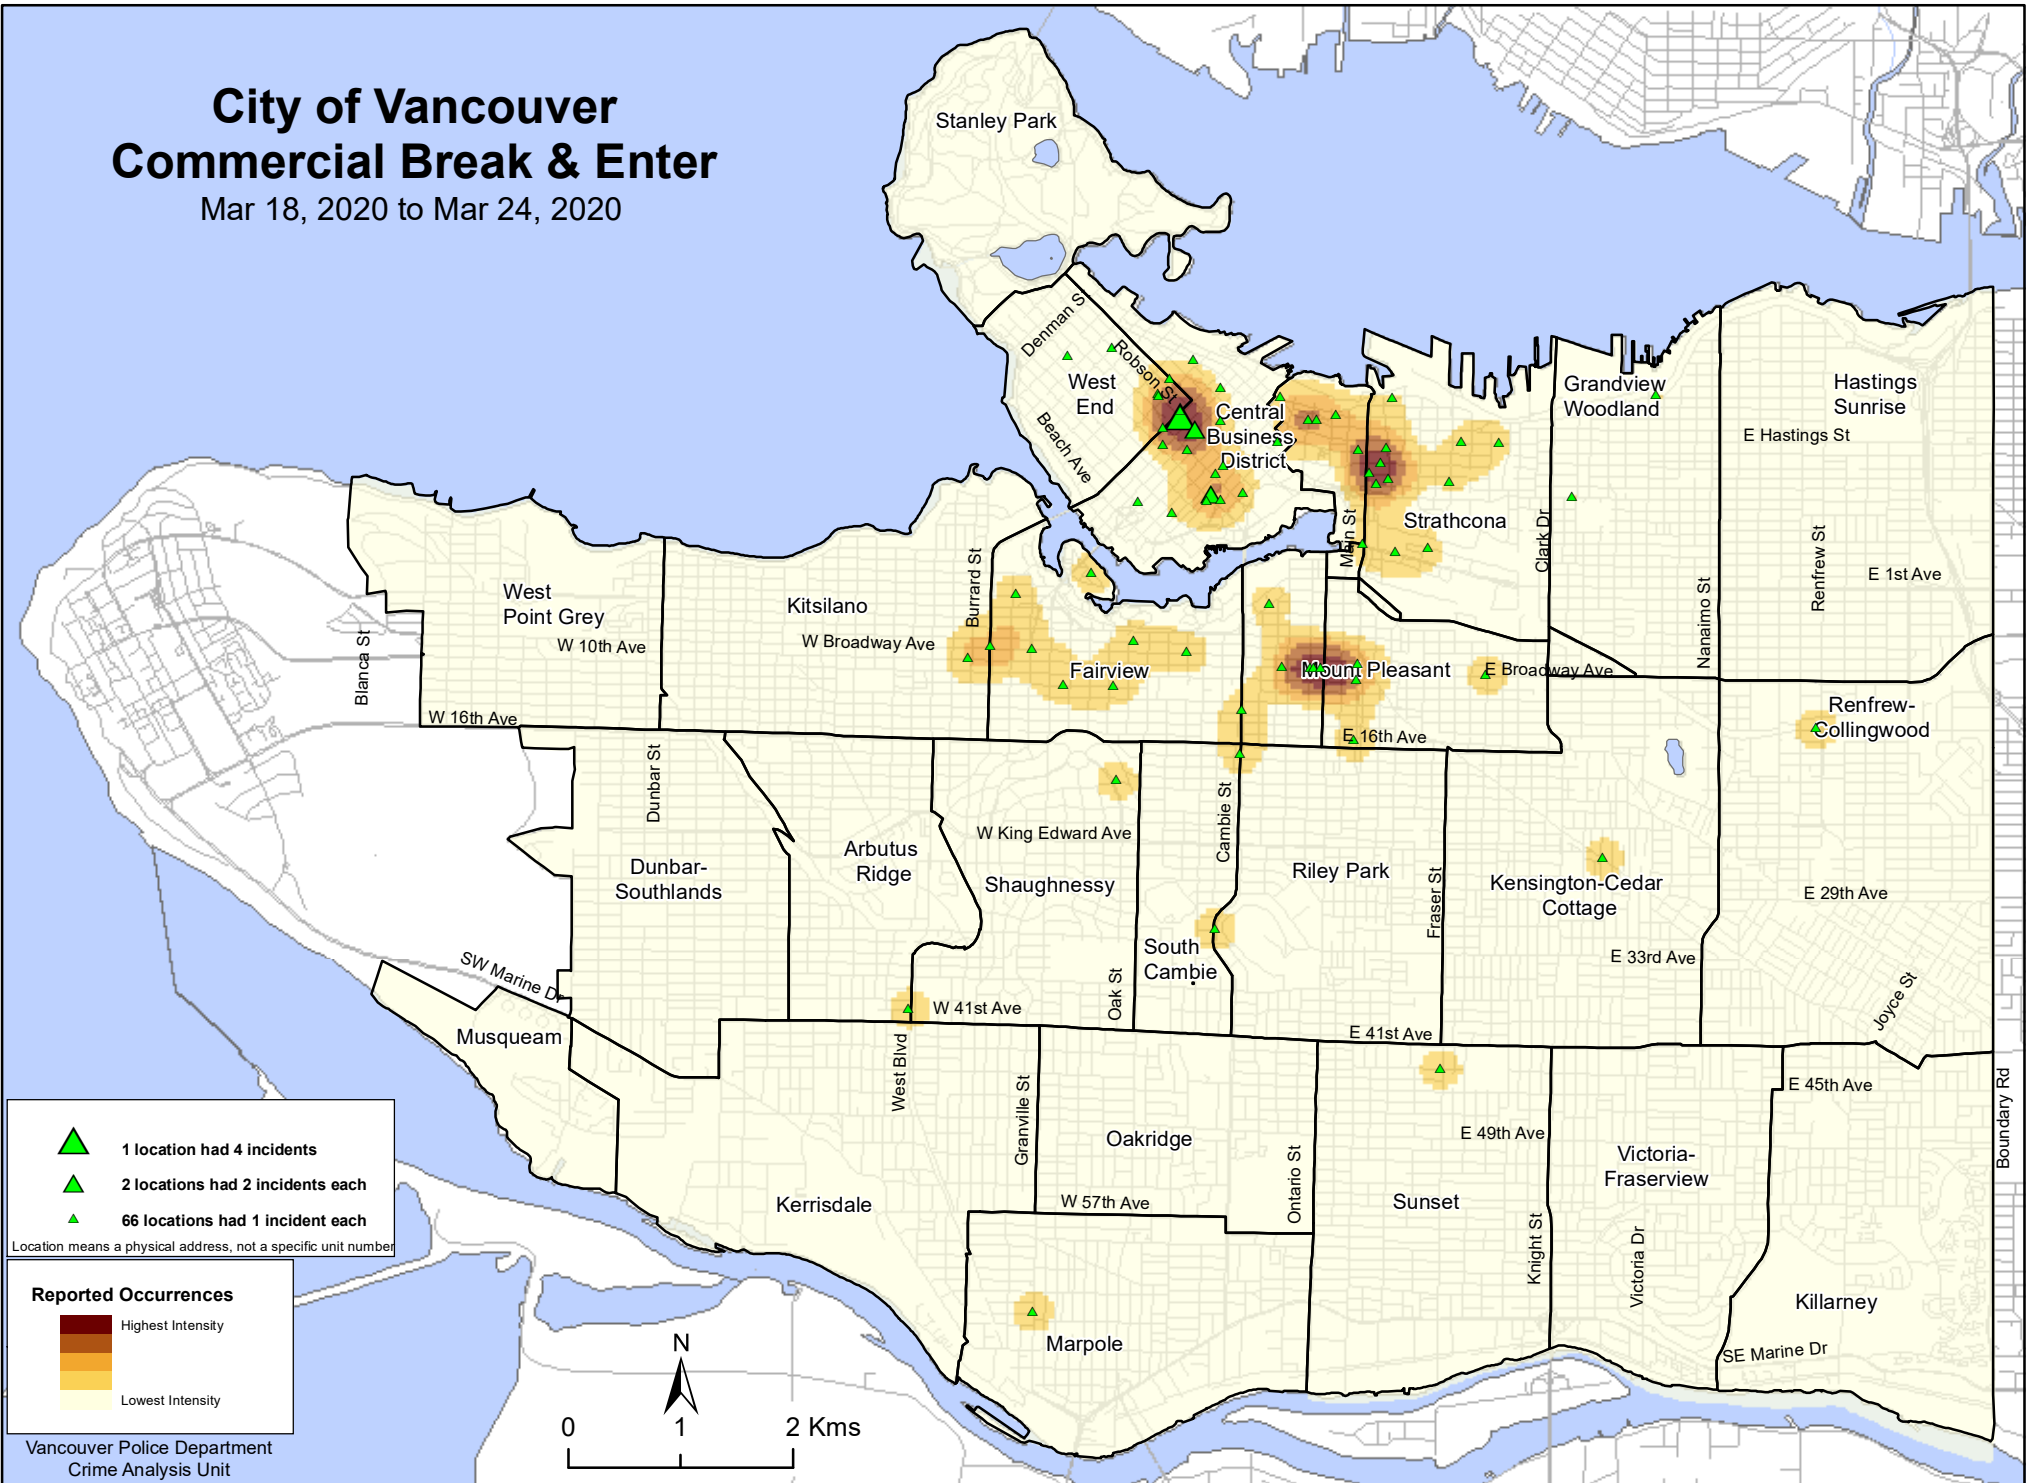 City of Vancouver
Commercial Break & Enter
Mar 18, 2020 to Mar 24, 2020
Stanley Park
Denman S
Robson St
West
End
Beach Ave
Central
Business
District
Grandview
Woodland
Hastings
Sunrise
E Hastings St
Strathcona
Main St
Clark Dr
Nanaimo St
Renfrew St
E 1st Ave
West
Point Grey
W 10th Ave
Blanca St
W 16th Ave
Kitsilano
W Broadway Ave
Burrard St
Fairview
Mount Pleasant
E Broadway Ave
E 16th Ave
Renfrew-
Collingwood
Dunbar St
Dunbar-
Southlands
Arbutus
Ridge
W King Edward Ave
Shaughnessy
Cambie St
Riley Park
Fraser St
Kensington-Cedar
Cottage
E 29th Ave
E 33rd Ave
South
Cambie
Oak St
W 41st Ave
SW Marine Dr
Musqueam
E 41st Ave
Joyce St
West Blvd
Granville St
Oakridge
W 57th Ave
Ontario St
Kerrisdale
E 49th Ave
Sunset
Knight St
Victoria-
Fraserview
Victoria Dr
E 45th Ave
Boundary Rd
Killarney
SE Marine Dr
Marpole
1 location had 4 incidents
2 locations had 2 incidents each
66 locations had 1 incident each
Location means a physical address, not a specific unit number
Reported Occurrences
Highest Intensity
Lowest Intensity
Vancouver Police Department
Crime Analysis Unit
N
0 1 2 Kms